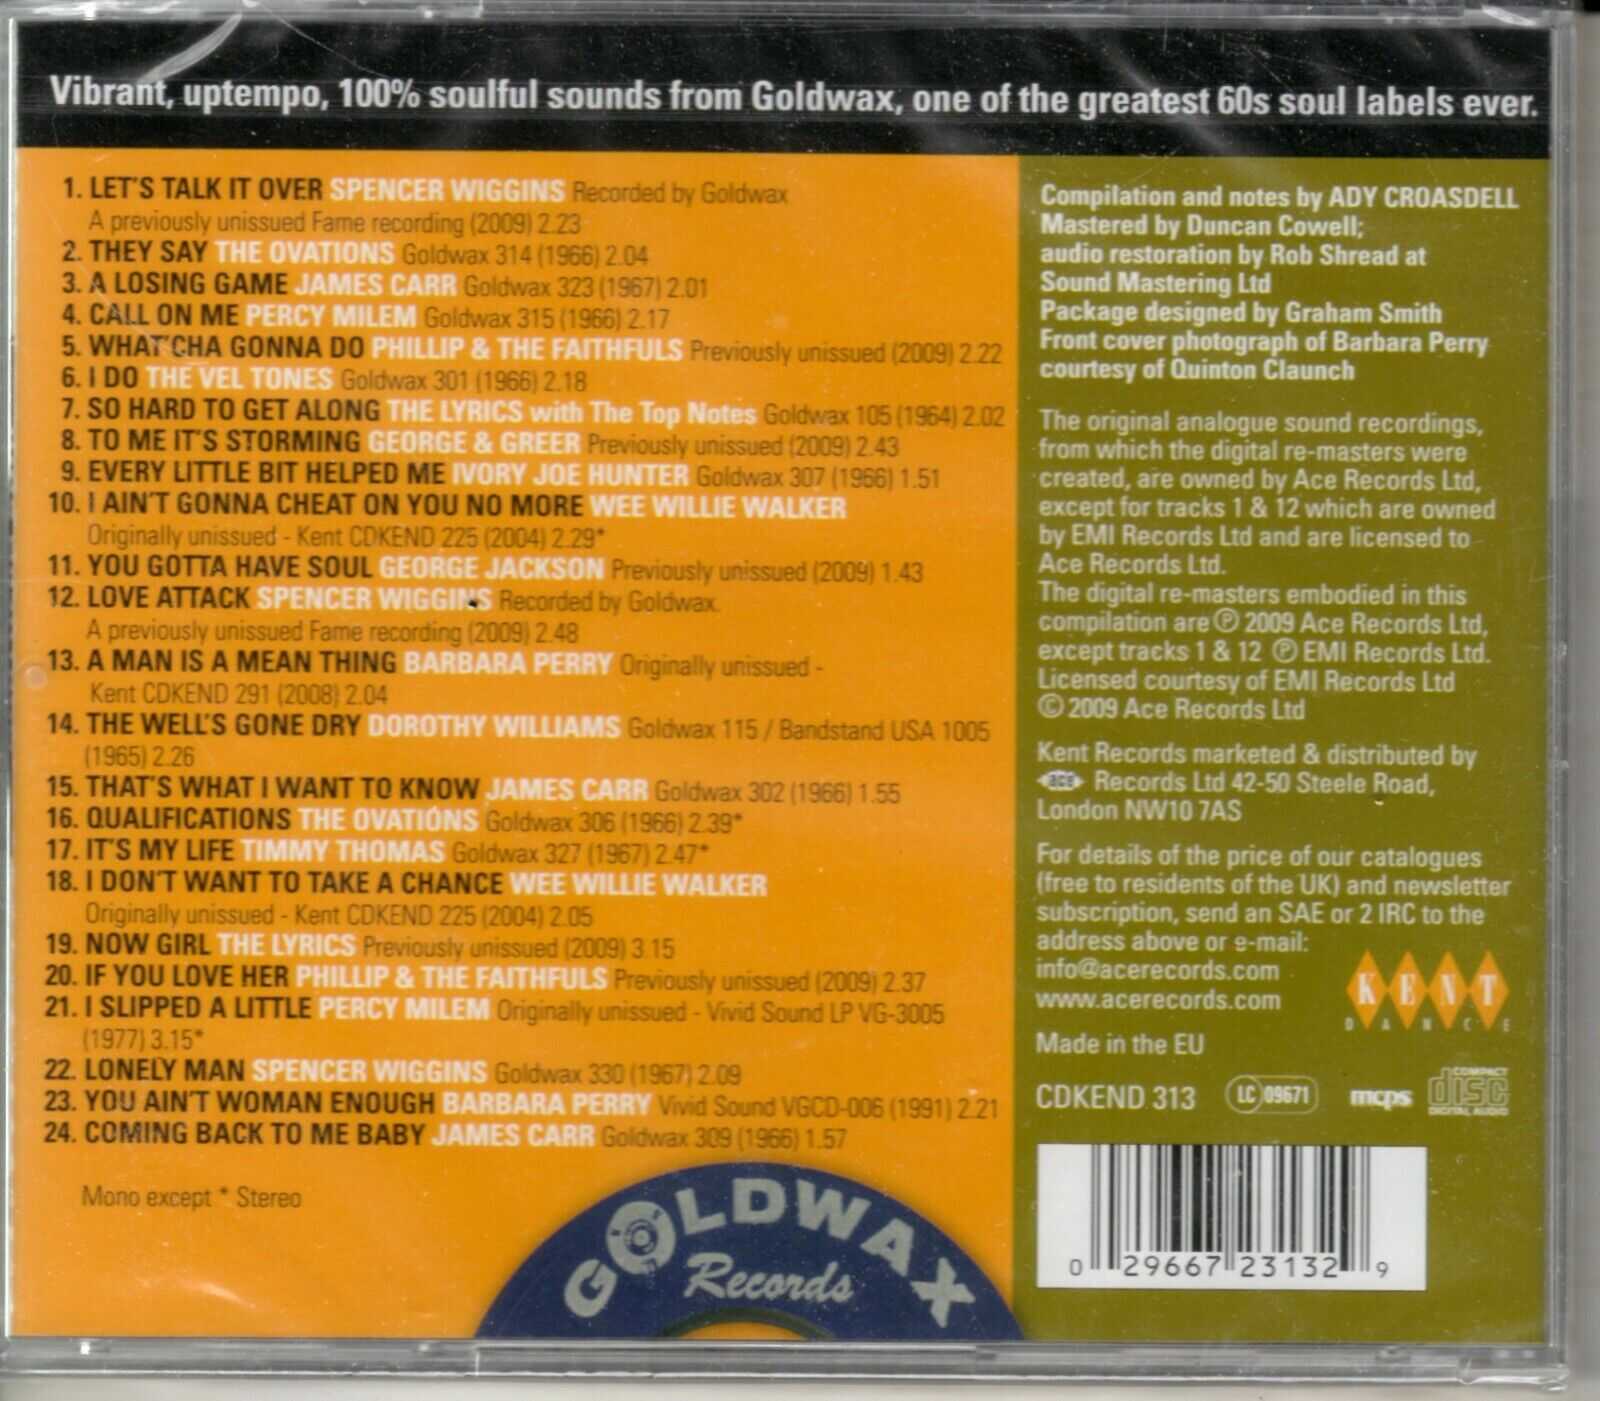 Vibrant, uptempo, 100% soulful sounds from Goldwax, one of the greatest 60s soul labels ever.
1. LET'S TALK IT OVER SPENCER WIGGINS Recorded by Goldwax
A previously unissued Fame recording (2009) 2.23
2. THEY SAY THE OVATIONS Goldwax 314 (1966) 2.04
3. A LOSING GAME JAMES CARR Goldwax 323 (1967) 2.01
4. CALL ON ME PERCY MILEM Goldwax 315 (1966) 2.17
5. WHAT'CHA GONNA DO PHILLIP & THE FAITHFULS Previously unissued (2009) 2.22
6. I DO THE VEL TONES Goldwax 301 (1966) 2.18
7. SO HARD TO GET ALONG THE LYRICS with The Top Notes Goldwax 105 (1964) 2.02
8. TO ME IT'S STORMING GEORGE & GREER Previously unissued (2009) 2.43
9. EVERY LITTLE BIT HELPED ME IVORY JOE HUNTER Goldwax 307 (1966) 1.51
10. I AIN'T GONNA CHEAT ON YOU NO MORE WEE WILLIE WALKER
Originally unissued - Kent CDKEND 225 (2004) 2.29*
11. YOU GOTTA HAVE SOUL GEORGE JACKSON Previously unissued (2009) 1.43
12. LOVE ATTACK SPENCER WIGGINS Recorded by Goldwax.
A previously unissued Fame recording (2009) 2.48
13. A MAN IS A MEAN THING BARBARA PERRY Originally unissued -
Kent CDKEND 291 (2008) 2.04
14. THE WELL'S GONE DRY DOROTHY WILLIAMS Goldwax 115 / Bandstand USA 1005
(1965) 2.26
15. THAT'S WHAT I WANT TO KNOW JAMES CARR Goldwax 302 (1966) 1.55
16. QUALIFICATIONS THE OVATIONS Goldwax 306 (1966) 2.39*
17. IT'S MY LIFE TIMMY THOMAS Goldwax 327 (1967) 2.47*
18. I DON'T WANT TO TAKE A CHANCE WEE WILLIE WALKER
Originally unissued - Kent CDKEND 225 (2004) 2.05
19. NOW GIRL THE LYRICS Previously unissued (2009) 3.15
20. IF YOU LOVE HER PHILLIP & THE FAITHFULS Previously unissued (2009) 2.37
21. I SLIPPED A LITTLE PERCY MILEM Originally unissued - Vivid Sound LP VG-3005
(1977) 3.15*
22. LONELY MAN SPENCER WIGGINS Goldwax 330 (1967) 2.09
23. YOU AIN'T WOMAN ENOUGH BARBARA PERRY Vivid Sound VGCD-006 (1991) 2.21
24. COMING BACK TO ME BABY JAMES CARR Goldwax 309 (1966) 1.57
Mono except * Stereo
GOLDWAX
Records
Compilation and notes by ADY CROASDELL
Mastered by Duncan Cowell;
audio restoration by Rob Shread at
Sound Mastering Ltd
Package designed by Graham Smith
Front cover photograph of Barbara Perry
courtesy of Quinton Claunch
The original analogue sound recordings,
from which the digital re-masters were
created, are owned by Ace Records Ltd,
except for tracks 1 & 12 which are owned
by EMI Records Ltd and are licensed to
Ace Records Ltd.
The digital re-masters embodied in this
compilation are Ⓟ 2009 Ace Records Ltd,
except tracks 1 & 12 Ⓟ EMI Records Ltd.
Licensed courtesy of EMI Records Ltd
© 2009 Ace Records Ltd
Kent Records marketed & distributed by
ace Records Ltd 42-50 Steele Road,
London NW10 7AS
For details of the price of our catalogues
(free to residents of the UK) and newsletter
subscription, send an SAE or 2 IRC to the
address above or e-mail:
info@acerecords.com
www.acerecords.com
KENT
DANCE
Made in the EU
CDKEND 313 LC 09671 mcps COMPACT disc DIGITAL AUDIO
0 29667 23132 9